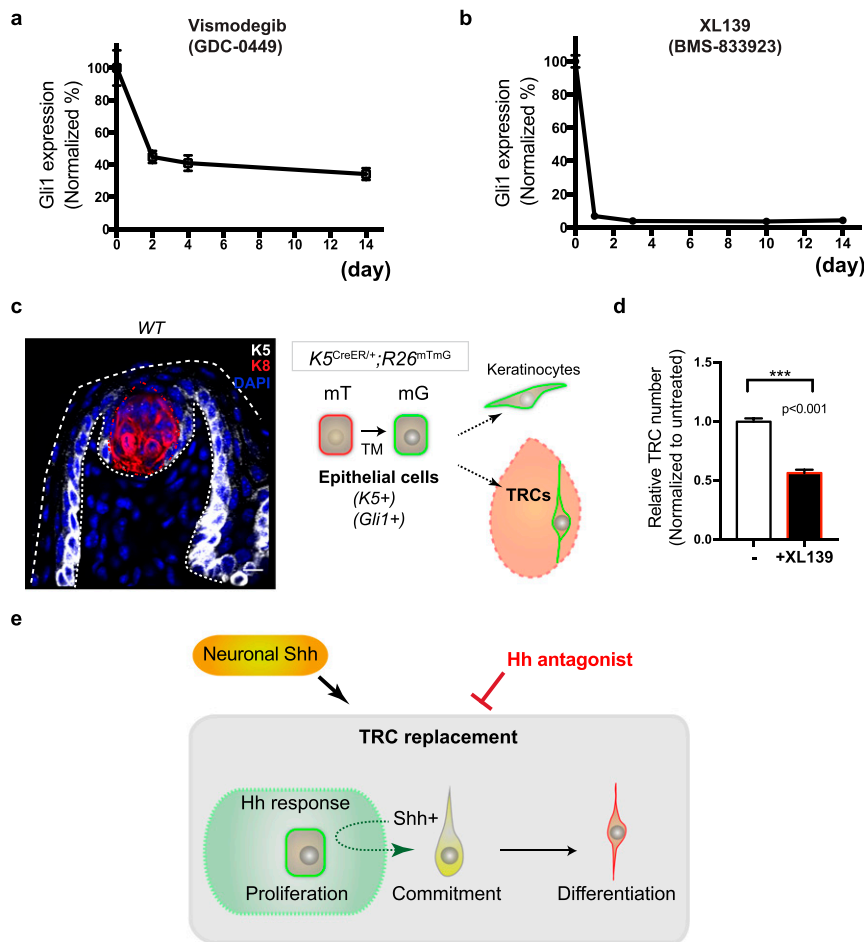 a
Vismodegib
(GDC-0449)
Gli1 expression
(Normalized %)
100
80
60
40
20
0
0 2 4 6 8 10 12 14
(day)
b
XL139
(BMS-833923)
Gli1 expression
(Normalized %)
100
80
60
40
20
0
0 2 4 6 8 10 12 14
(day)
c
WT
K5
K8
DAPI
K5CreER/+;R26mTmG
mT
mG
TM
Epithelial cells
(K5+)
(Gli1+)
Keratinocytes
TRCs
d
Relative TRC number
(Normalized to untreated)
1.5
1.0
0.5
0.0
***
p<0.001
- +XL139
e
Neuronal Shh
Hh antagonist
TRC replacement
Hh response
Shh+
Proliferation
Commitment
Differentiation